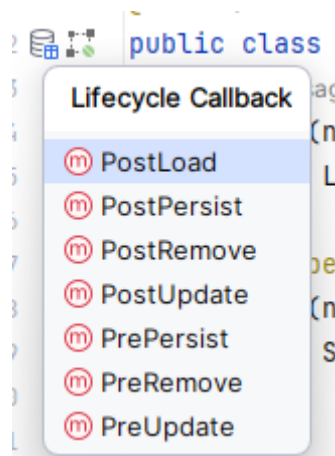 public class
Lifecycle Callback
PostLoad
PostPersist
PostRemove
PostUpdate
PrePersist
PreRemove
PreUpdate